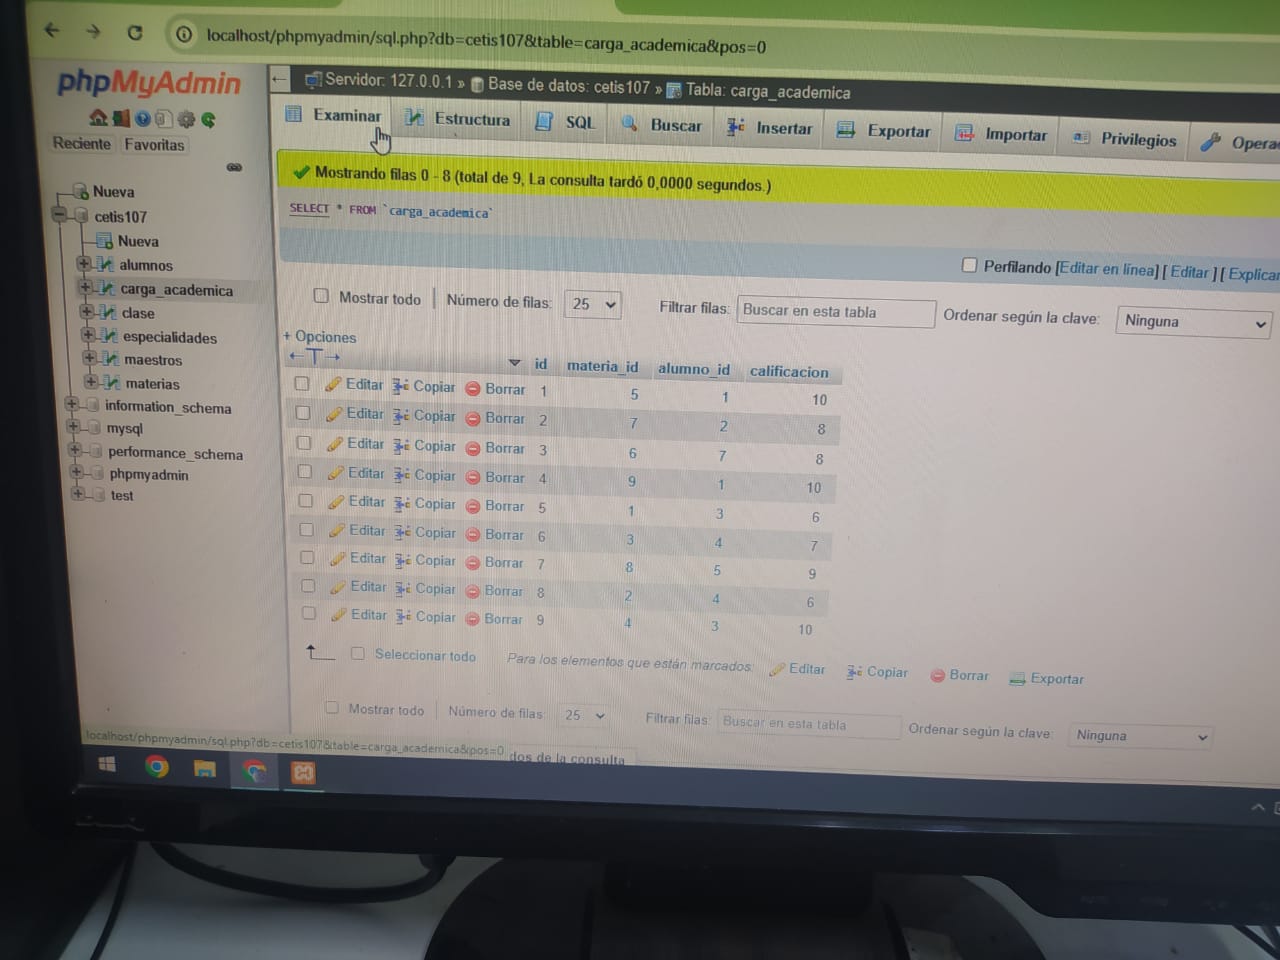 localhost/phpmyadmin/sql.php?db=cetis107&table=carga_academica&pos=0
phpMyAdmin
Reciente Favoritas
Nueva
cetis107
Nueva
alumnos
carga_academica
clase
especialidades
maestros
materias
information_schema
mysql
performance_schema
phpmyadmin
test
Servidor: 127.0.0.1 » Base de datos: cetis107 » Tabla: carga_academica
Examinar Estructura SQL Buscar Insertar Exportar Importar Privilegios Opera
Mostrando filas 0 - 8 (total de 9, La consulta tardó 0,0000 segundos.)
SELECT * FROM `carga_academica`
Perfilando [Editar en línea] [ Editar ] [ Explicar
Mostrar todo Número de filas: 25 Filtrar filas: Buscar en esta tabla Ordenar según la clave: Ninguna
+ Opciones
←T→ id materia_id alumno_id calificacion
Editar Copiar Borrar 1 5 1 10
Editar Copiar Borrar 2 7 2 8
Editar Copiar Borrar 3 6 7 8
Editar Copiar Borrar 4 9 1 10
Editar Copiar Borrar 5 1 3 6
Editar Copiar Borrar 6 3 4 7
Editar Copiar Borrar 7 8 5 9
Editar Copiar Borrar 8 2 4 6
Editar Copiar Borrar 9 4 3 10
Seleccionar todo Para los elementos que están marcados: Editar Copiar Borrar Exportar
Mostrar todo Número de filas: 25 Filtrar filas: Buscar en esta tabla Ordenar según la clave: Ninguna
localhost/phpmyadmin/sql.php?db=cetis107&table=carga_academica&pos=0
dos de la consulta